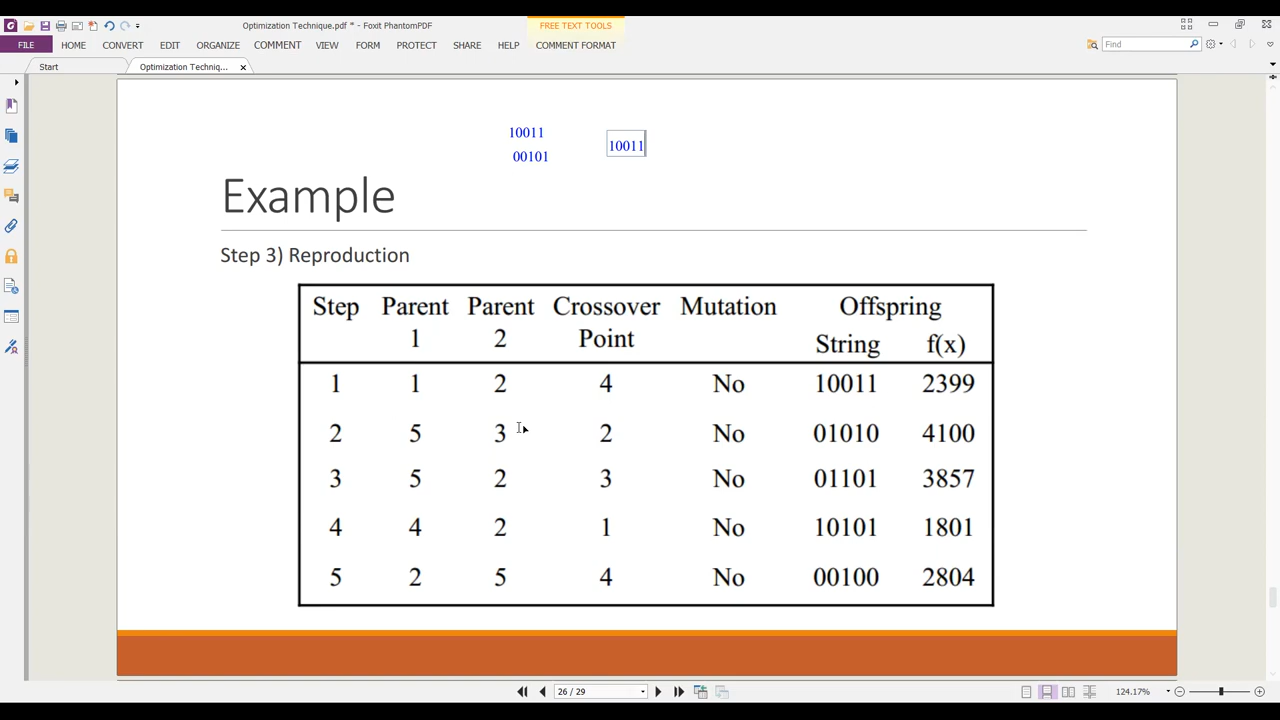 Optimization Technique.pdf * - Foxit PhantomPDF
FREE TEXT TOOLS
FILE HOME CONVERT EDIT ORGANIZE COMMENT VIEW FORM PROTECT SHARE HELP COMMENT FORMAT Find
Start Optimization Techniq... x
10011 10011
00101
Example
Step 3) Reproduction
Step Parent 1 Parent 2 Crossover Point Mutation Offspring
String f(x)
1 1 2 4 No 10011 2399
2 5 3 2 No 01010 4100
3 5 2 3 No 01101 3857
4 4 2 1 No 10101 1801
5 2 5 4 No 00100 2804
26 / 29 124.17%